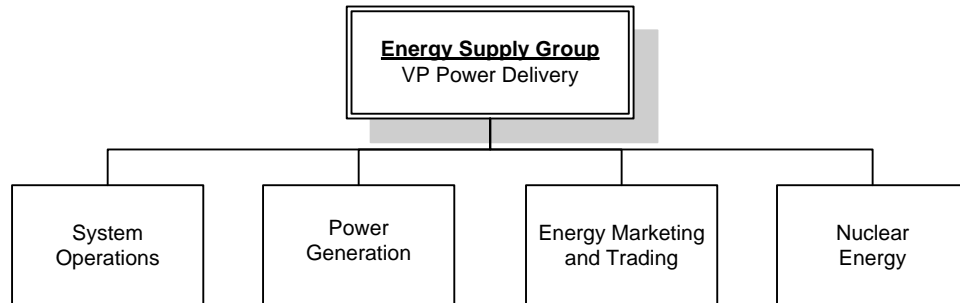 Energy Supply Group
VP Power Delivery
System
Operations
Power
Generation
Energy Marketing
and Trading
Nuclear
Energy